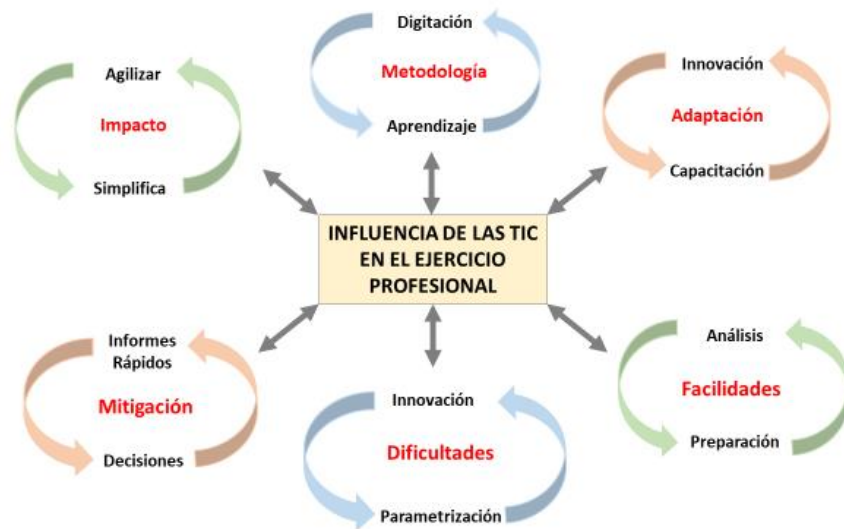 Agilizar
Impacto
Simplifica
Digitación
Metodología
Aprendizaje
Innovación
Adaptación
Capacitación
INFLUENCIA DE LAS TIC
EN EL EJERCICIO
PROFESIONAL
Informes
Rápidos
Mitigación
Decisiones
Innovación
Dificultades
Parametrización
Análisis
Facilidades
Preparación